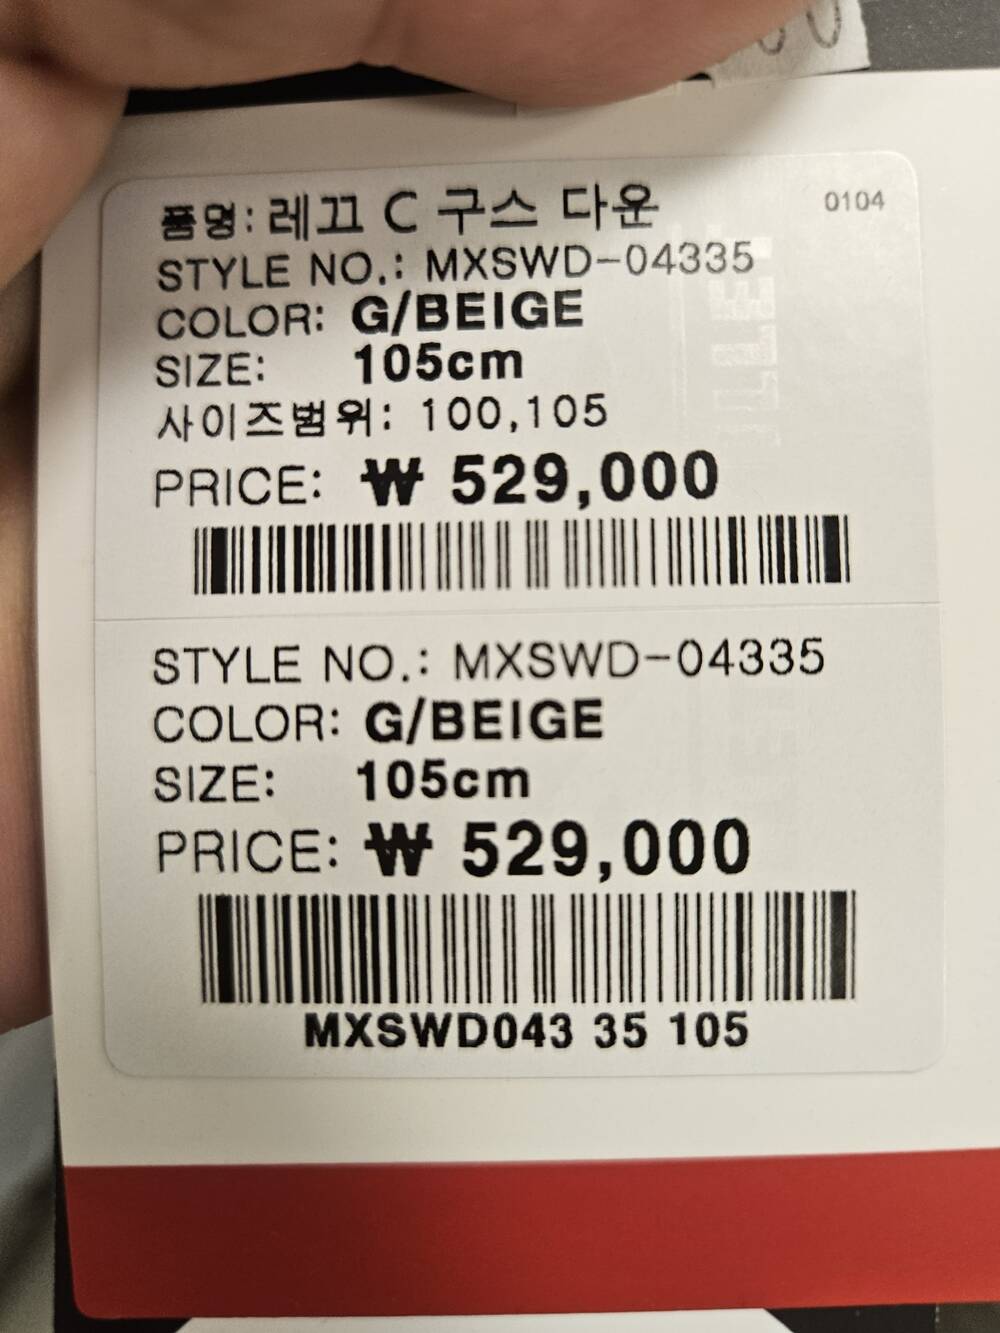 품명: 레끄 C 구스 다운
0104
STYLE NO.: MXSWD-04335
COLOR: G/BEIGE
SIZE: 105cm
사이즈범위: 100,105
PRICE: ₩ 529,000
STYLE NO.: MXSWD-04335
COLOR: G/BEIGE
SIZE: 105cm
PRICE: ₩ 529,000
MXSWD043 35 105